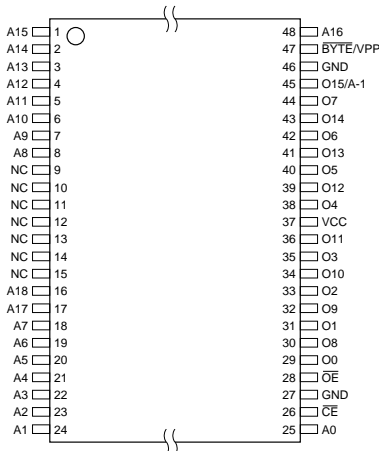 A15 1 48 A16
A14 2 47 BYTE/VPP
A13 3 46 GND
A12 4 45 O15/A-1
A11 5 44 O7
A10 6 43 O14
A9 7 42 O6
A8 8 41 O13
NC 9 40 O5
NC 10 39 O12
NC 11 38 O4
NC 12 37 VCC
NC 13 36 O11
NC 14 35 O3
NC 15 34 O10
A18 16 33 O2
A17 17 32 O9
A7 18 31 O1
A6 19 30 O8
A5 20 29 O0
A4 21 28 OE
A3 22 27 GND
A2 23 26 CE
A1 24 25 A0